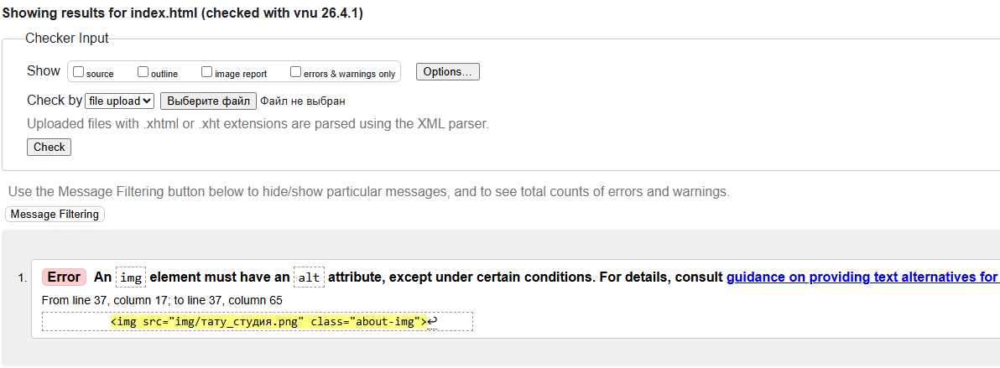 Showing results for index.html (checked with vnu 26.4.1)
Checker Input
Show source outline image report errors & warnings only Options...
Check by file upload Выберите файл Файл не выбран
Uploaded files with .xhtml or .xht extensions are parsed using the XML parser.
Check
Use the Message Filtering button below to hide/show particular messages, and to see total counts of errors and warnings.
Message Filtering
1. Error An img element must have an alt attribute, except under certain conditions. For details, consult guidance on providing text alternatives for
From line 37, column 17; to line 37, column 65
<img src="img/тату_студия.png" class="about-img">↩